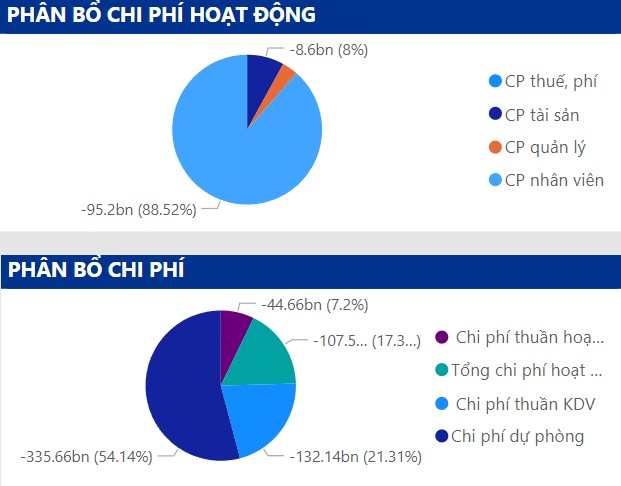 PHÂN BỔ CHI PHÍ HOẠT ĐỘNG
-8.6bn (8%)
CP thuế, phí
CP tài sản
CP quản lý
CP nhân viên
-95.2bn (88.52%)
PHÂN BỔ CHI PHÍ
-44.66bn (7.2%)
-107.5... (17.3...)
Chi phí thuần hoạ...
Tổng chi phí hoạt ...
Chi phí thuần KDV
Chi phí dự phòng
-335.66bn (54.14%)
-132.14bn (21.31%)